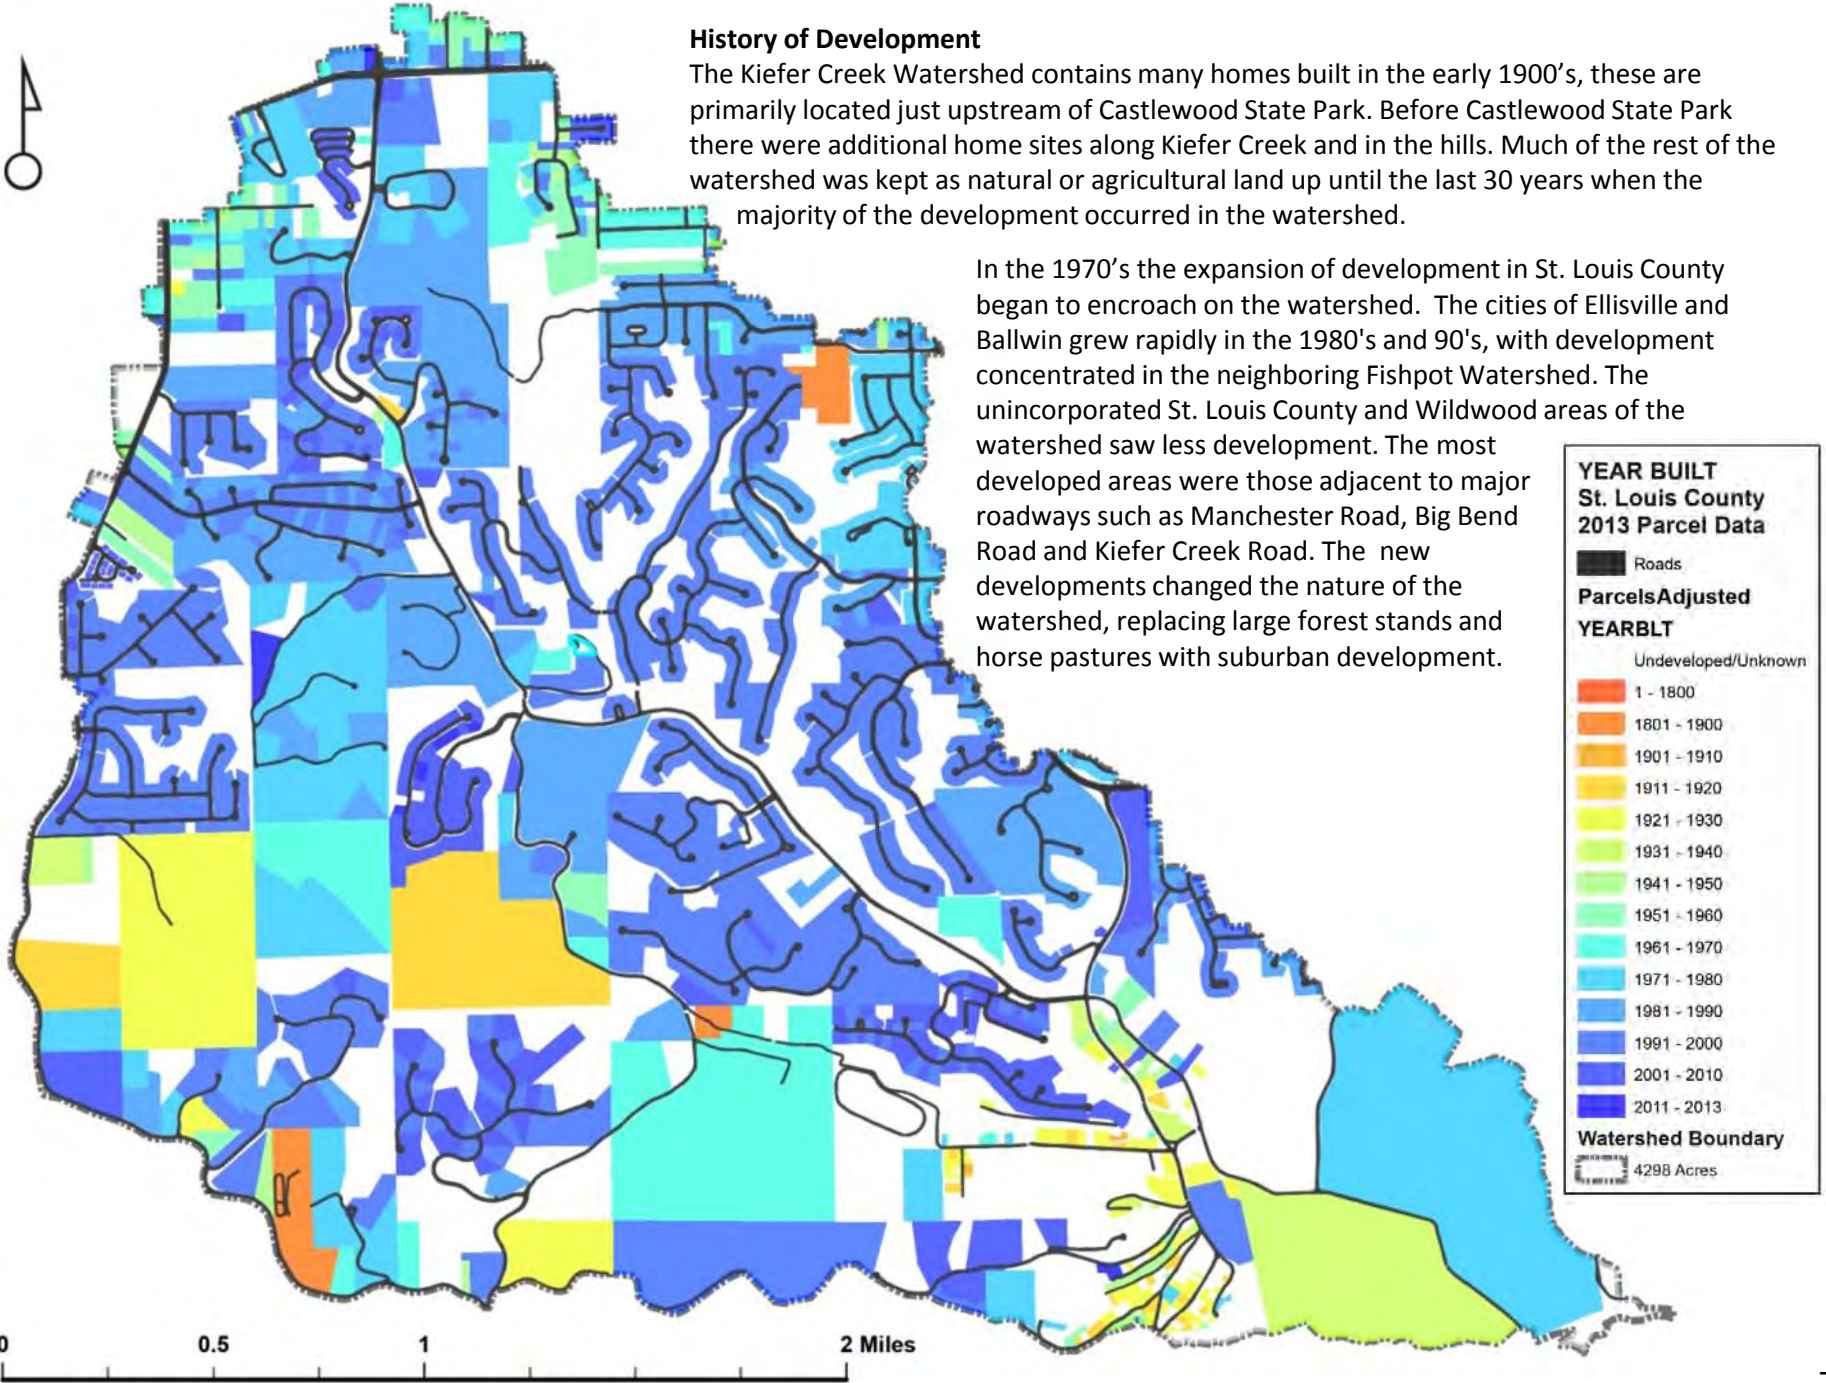 History of Development
The Kiefer Creek Watershed contains many homes built in the early 1900’s, these are
primarily located just upstream of Castlewood State Park. Before Castlewood State Park
there were additional home sites along Kiefer Creek and in the hills. Much of the rest of the
watershed was kept as natural or agricultural land up until the last 30 years when the
majority of the development occurred in the watershed.
In the 1970’s the expansion of development in St. Louis County
began to encroach on the watershed.  The cities of Ellisville and
Ballwin grew rapidly in the 1980's and 90's, with development
concentrated in the neighboring Fishpot Watershed. The
unincorporated St. Louis County and Wildwood areas of the
watershed saw less development. The most
developed areas were those adjacent to major
roadways such as Manchester Road, Big Bend
Road and Kiefer Creek Road. The  new
developments changed the nature of the
watershed, replacing large forest stands and
horse pastures with suburban development.
YEAR BUILT
St. Louis County
2013 Parcel Data
Roads
ParcelsAdjusted
YEARBLT
Undeveloped/Unknown
1 - 1800
1801 - 1900
1901 - 1910
1911 - 1920
1921 - 1930
1931 - 1940
1941 - 1950
1951 - 1960
1961 - 1970
1971 - 1980
1981 - 1990
1991 - 2000
2001 - 2010
2011 - 2013
Watershed Boundary
4298 Acres
0 0.5 1 2 Miles